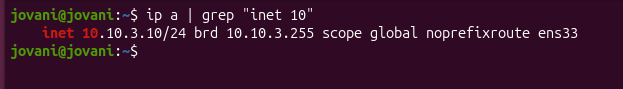 jovani@jovani:~$ ip a | grep "inet 10"
    inet 10.10.3.10/24 brd 10.10.3.255 scope global noprefixroute ens33
jovani@jovani:~$